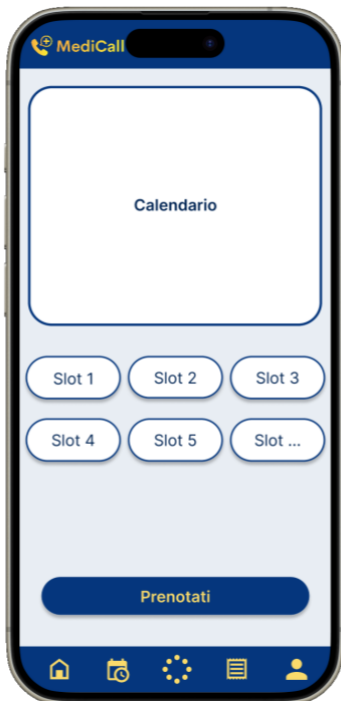 MediCall
Calendario
Slot 1 Slot 2 Slot 3
Slot 4 Slot 5 Slot ...
Prenotati